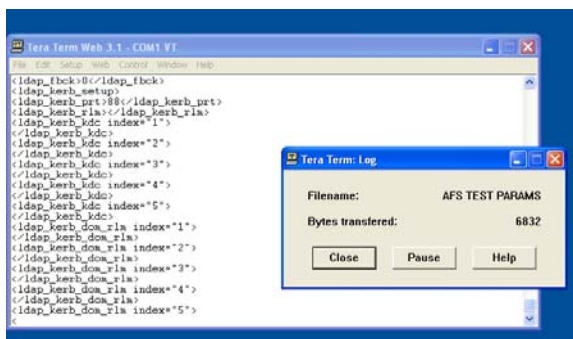 Tera Term Web 3.1 - COM1 VT
File Edit Setup Web Control Window Help
<ldap_fbck>0</ldap_fbck>
<ldap_kerb_setup>
<ldap_kerb_prt>88</ldap_kerb_prt>
<ldap_kerb_rlm></ldap_kerb_rlm>
<ldap_kerb_kdc index="1">
</ldap_kerb_kdc>
<ldap_kerb_kdc index="2">
</ldap_kerb_kdc>
<ldap_kerb_kdc index="3">
</ldap_kerb_kdc>
<ldap_kerb_kdc index="4">
</ldap_kerb_kdc>
<ldap_kerb_kdc index="5">
</ldap_kerb_kdc>
<ldap_kerb_dom_rlm index="1">
</ldap_kerb_dom_rlm>
<ldap_kerb_dom_rlm index="2">
</ldap_kerb_dom_rlm>
<ldap_kerb_dom_rlm index="3">
</ldap_kerb_dom_rlm>
<ldap_kerb_dom_rlm index="4">
</ldap_kerb_dom_rlm>
<ldap_kerb_dom_rlm index="5">
<
Tera Term: Log
Filename: AFS TEST PARAMS
Bytes transfered: 6832
Close Pause Help